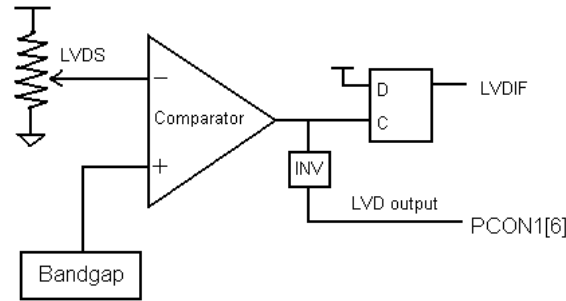 LVDS
−
Comparator
+
D
C
LVDIF
INV
LVD output
PCON1[6]
Bandgap